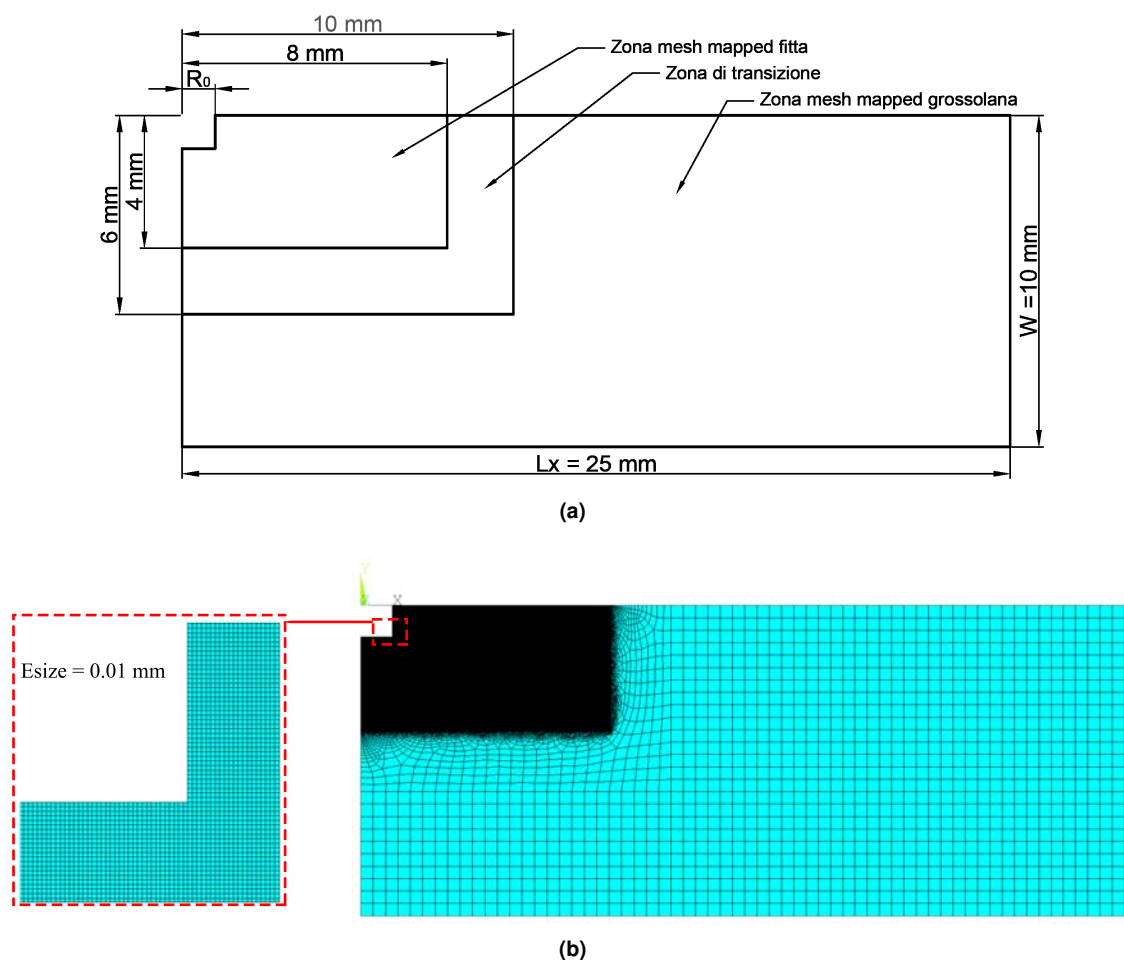 10 mm
8 mm
R₀
Zona mesh mapped fitta
Zona di transizione
Zona mesh mapped grossolana
6 mm
4 mm
W =10 mm
Lx = 25 mm
(a)
Y
X
Esize = 0.01 mm
(b)